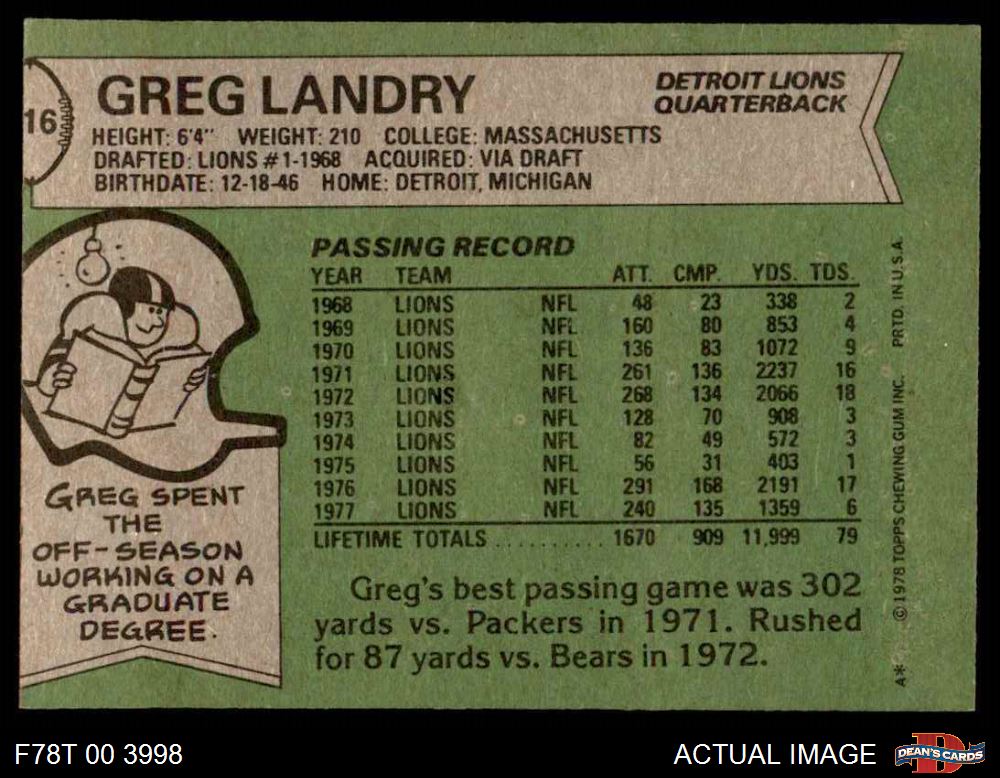 16
GREG LANDRY
DETROIT LIONS
QUARTERBACK
HEIGHT: 6'4" WEIGHT: 210 COLLEGE: MASSACHUSETTS
DRAFTED: LIONS #1-1968 ACQUIRED: VIA DRAFT
BIRTHDATE: 12-18-46 HOME: DETROIT, MICHIGAN
PASSING RECORD
YEAR TEAM ATT. CMP. YDS. TDS.
1968 LIONS NFL 48 23 338 2
1969 LIONS NFL 160 80 853 4
1970 LIONS NFL 136 83 1072 9
1971 LIONS NFL 261 136 2237 16
1972 LIONS NFL 268 134 2066 18
1973 LIONS NFL 128 70 908 3
1974 LIONS NFL 82 49 572 3
1975 LIONS NFL 56 31 403 1
1976 LIONS NFL 291 168 2191 17
1977 LIONS NFL 240 135 1359 6
LIFETIME TOTALS .......... 1670 909 11,999 79
GREG SPENT
THE
OFF-SEASON
WORKING ON A
GRADUATE
DEGREE.
Greg's best passing game was 302
yards vs. Packers in 1971. Rushed
for 87 yards vs. Bears in 1972.
A* ©1978 TOPPS CHEWING GUM INC. PRTD. IN U.S.A.
F78T 00 3998
ACTUAL IMAGE
D
DEAN'S CARDS